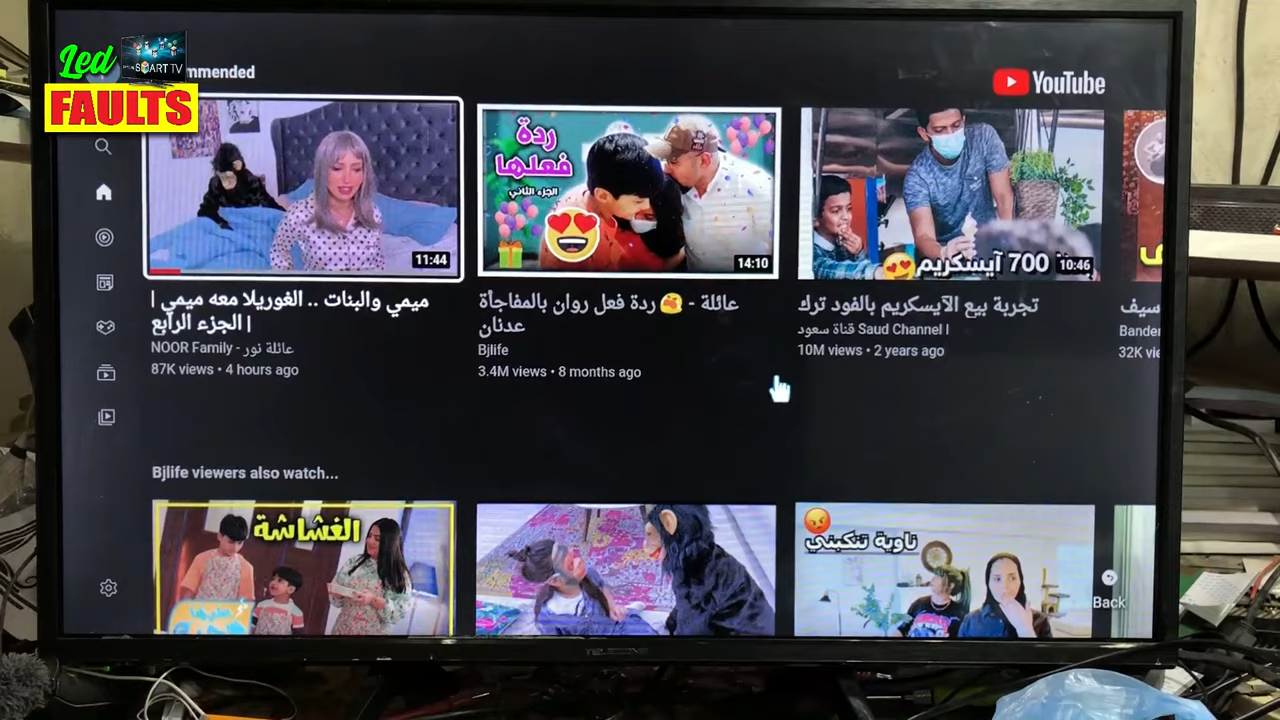 Led
SMART TV
FAULTS
mmended
YouTube
ردة
فعلها
الجزء الثاني
700 آيسكريم
11:44
14:10
10:46
ميمي والبنات .. الغوريلا معه ميمي |
الجزء الرابع |
NOOR Family - عائلة نور
87K views • 4 hours ago
ردة فعل روان بالمفاجأة 😱 - عائلة
عدنان
Bjlife
3.4M views • 8 months ago
تجربة بيع الآيسكريم بالفود ترك
قناة سعود Saud Channel I
10M views • 2 years ago
سيف
Bander
32K vie
Bjlife viewers also watch...
الغشاشة
ناوية تنكبني
Back